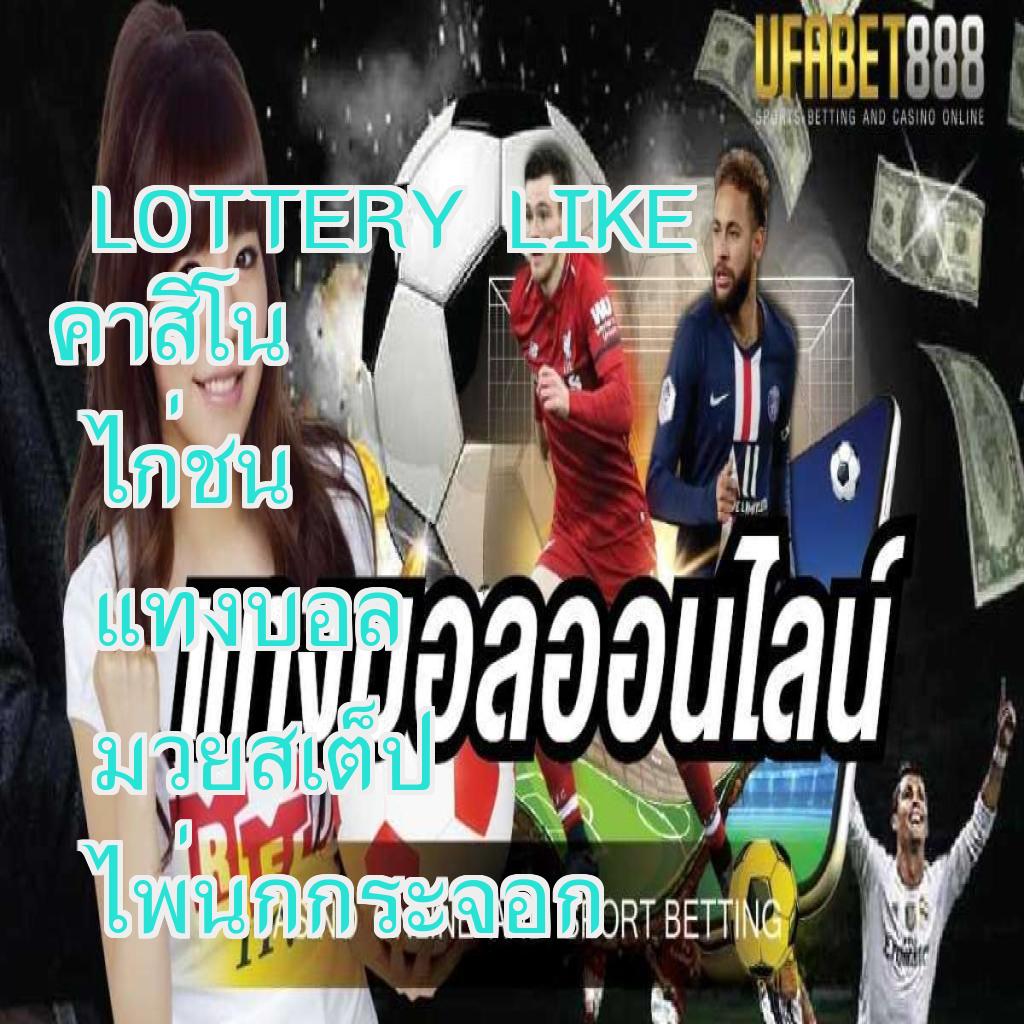 UFABET888
SPORTS BETTING AND CASINO ONLINE
LOTTERY LIKE
คาสิโน
ไก่ชน
แทงบอล
แทงบอลออนไลน์
มวยสเต็ป
ไพ่นกกระจอก
SPORT BETTING
Emirates